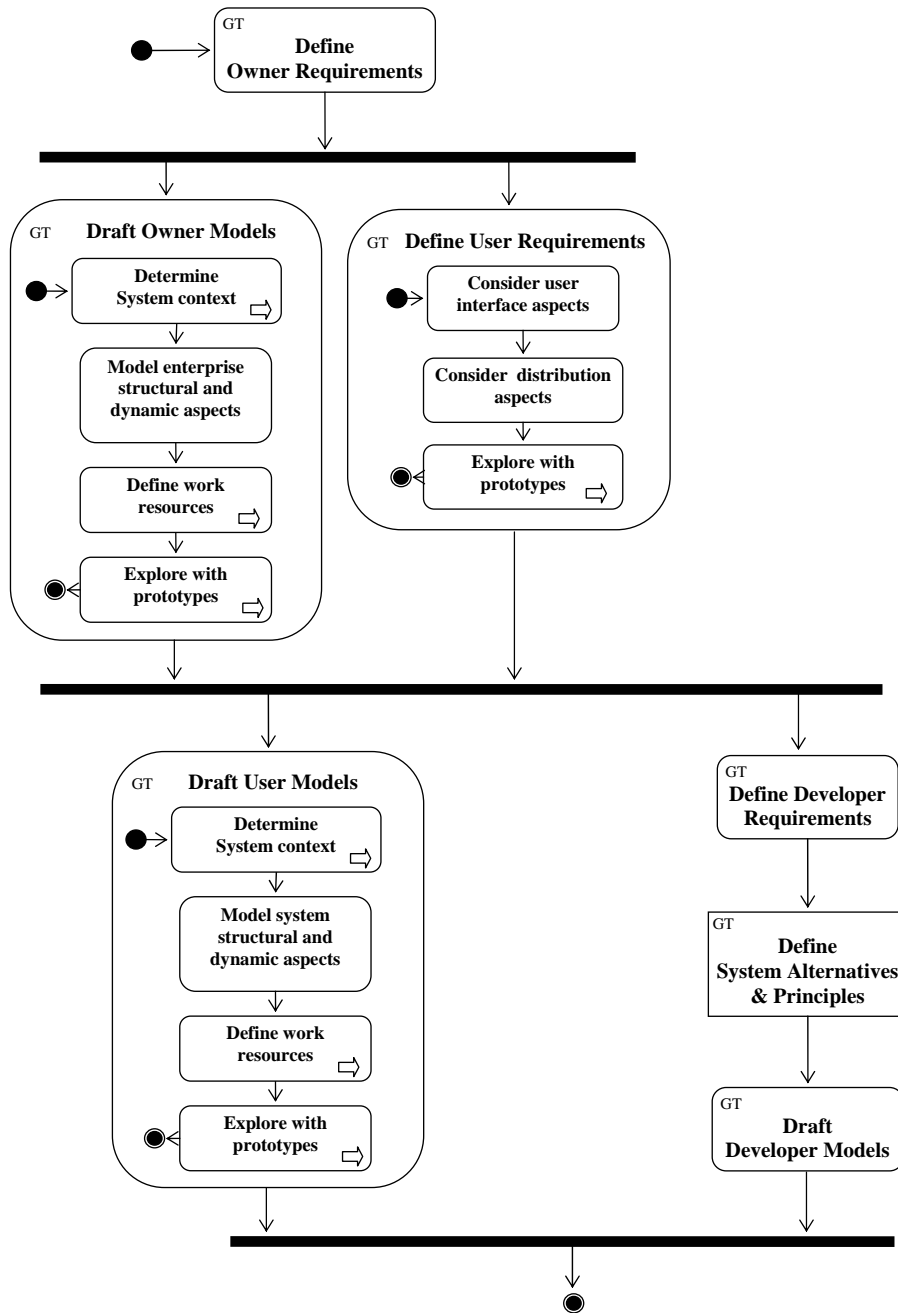 GT
Define
Owner Requirements
GT
Draft Owner Models
Determine
System context
Model enterprise
structural and
dynamic aspects
Define work
resources
Explore with
prototypes
GT
Define User Requirements
Consider user
interface aspects
Consider distribution
aspects
Explore with
prototypes
GT
Draft User Models
Determine
System context
Model system
structural and
dynamic aspects
Define work
resources
Explore with
prototypes
GT
Define Developer
Requirements
GT
Define
System Alternatives
& Principles
GT
Draft
Developer Models